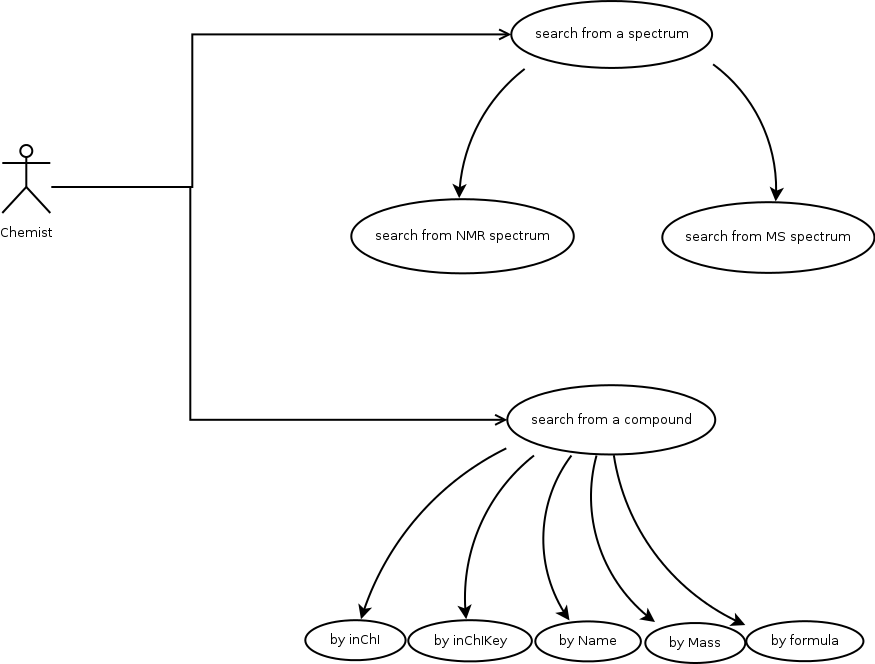 search from a spectrum
Chemist
search from NMR spectrum
search from MS spectrum
search from a compound
by inChI
by inChIKey
by Name
by Mass
by formula